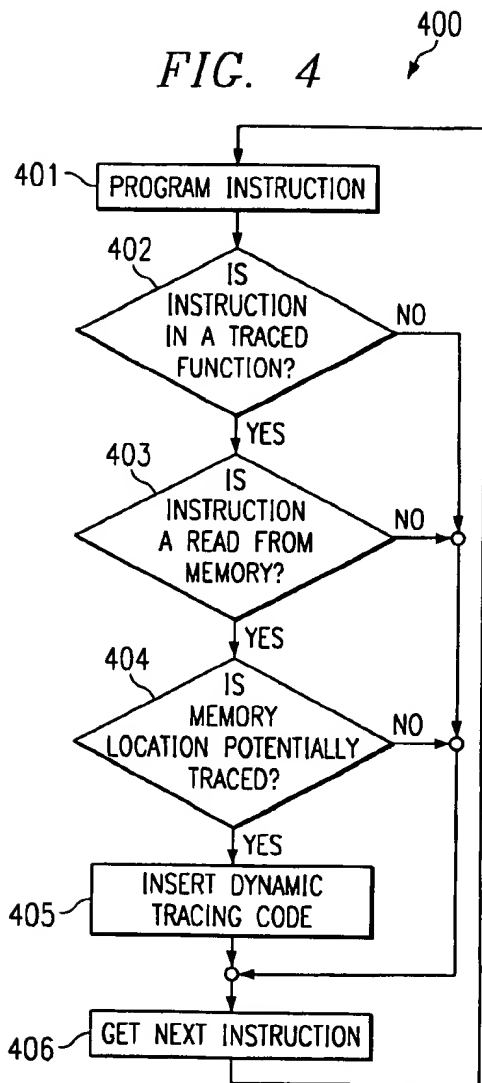 400
FIG. 4
401
PROGRAM INSTRUCTION
402
IS
INSTRUCTION
IN A TRACED
FUNCTION?
NO
YES
403
IS
INSTRUCTION
A READ FROM
MEMORY?
NO
YES
404
IS
MEMORY
LOCATION POTENTIALLY
TRACED?
NO
YES
405
INSERT DYNAMIC
TRACING CODE
406
GET NEXT INSTRUCTION